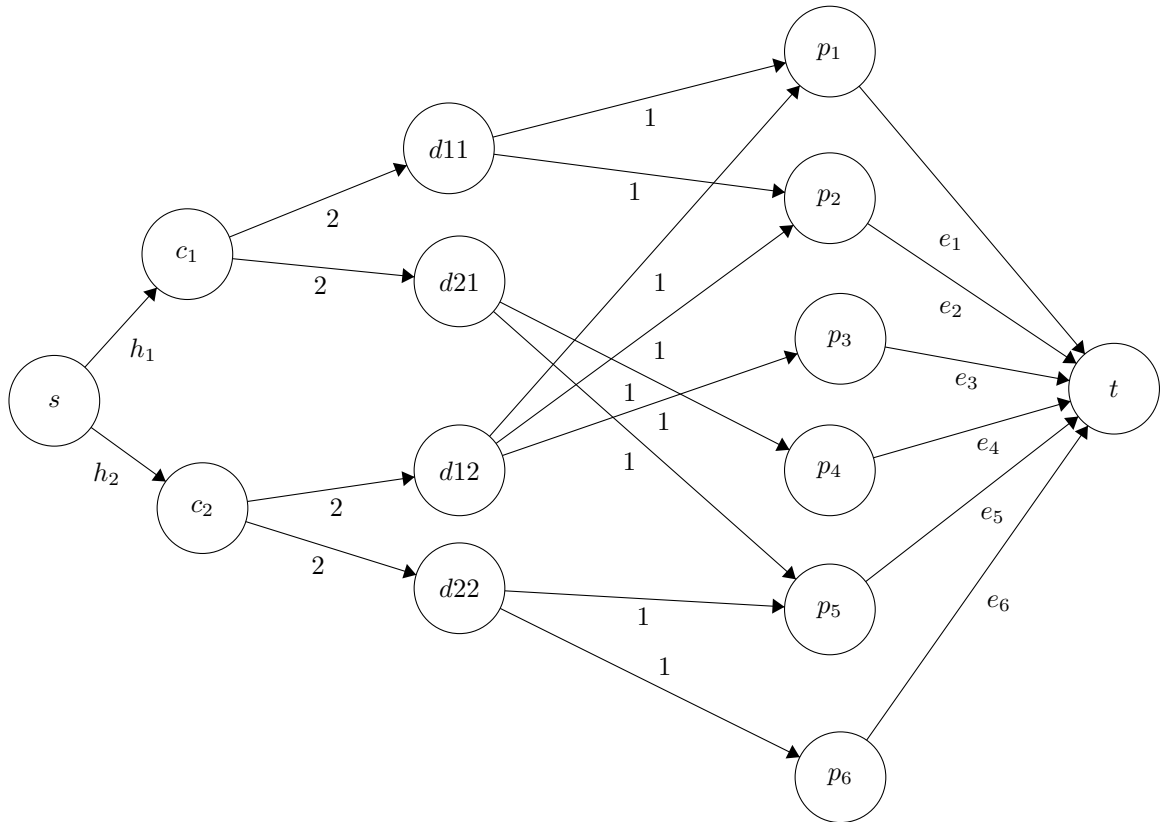 p₁
1
d11
1
p₂
2
c₁
e₁
2
d21
1
e₂
p₃
h₁
1
e₃
t
1
s
1
e₄
h₂
d12
1
p₄
2
c₂
e₅
2
d22
1
p₅
e₆
1
p₆